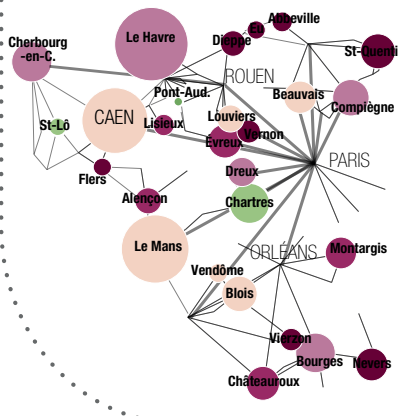 Abbeville
Eu
Le Havre
Dieppe
Cherbourg
-en-C.
St-Quenti
ROUEN
Pont-Aud.
Beauvais
Compiègne
CAEN
Louviers
St-Lô
Lisieux
Vernon
Évreux
PARIS
Dreux
Flers
Alençon
Chartres
Le Mans
ORLÉANS
Montargis
Vendôme
Blois
Vierzon
Bourges
Nevers
Châteauroux